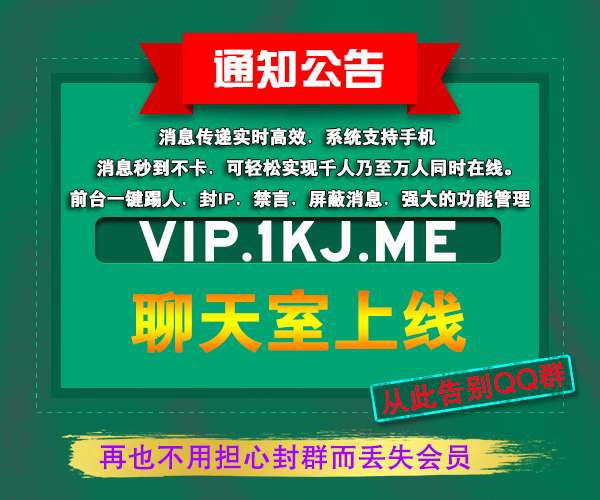 通知公告
消息传递实时高效，系统支持手机
消息秒到不卡，可轻松实现千人乃至万人同时在线。
前台一键踢人，封IP，禁言，屏蔽消息，强大的功能管理
VIP.1KJ.ME
聊天室上线
从此告别QQ群
再也不用担心封群而丢失会员